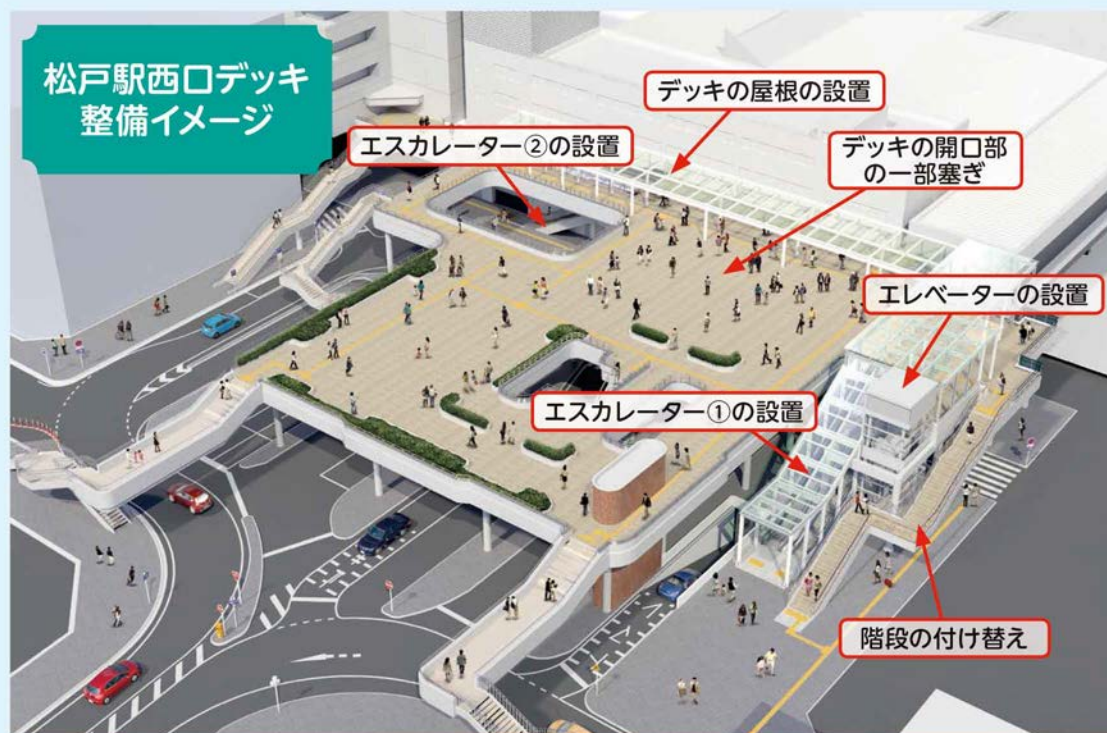 松戸駅西口デッキ
整備イメージ
デッキの屋根の設置
エスカレーター②の設置
デッキの開口部
の一部塞ぎ
エレベーターの設置
エスカレーター①の設置
階段の付け替え